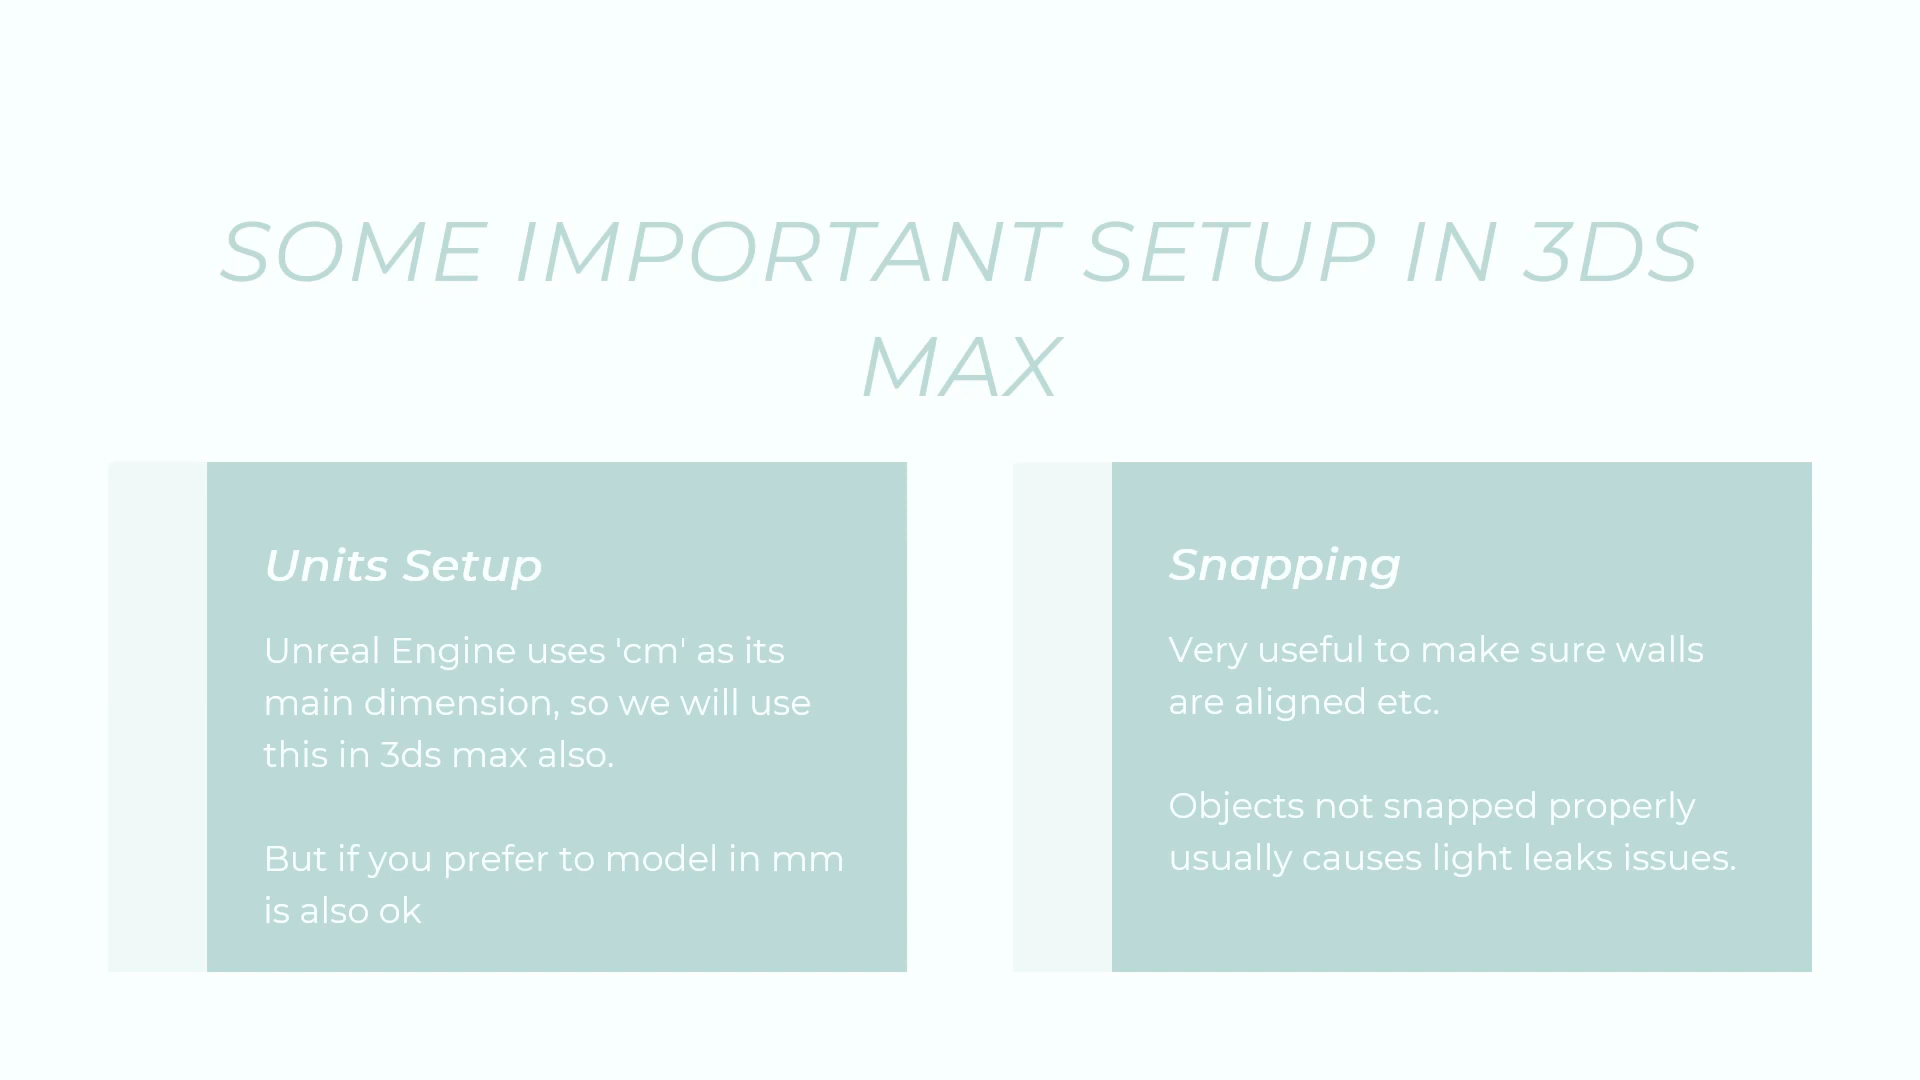 SOME IMPORTANT SETUP IN 3DS
MAX
Units Setup
Unreal Engine uses 'cm' as its
main dimension, so we will use
this in 3ds max also.
But if you prefer to model in mm
is also ok
Snapping
Very useful to make sure walls
are aligned etc.
Objects not snapped properly
usually causes light leaks issues.